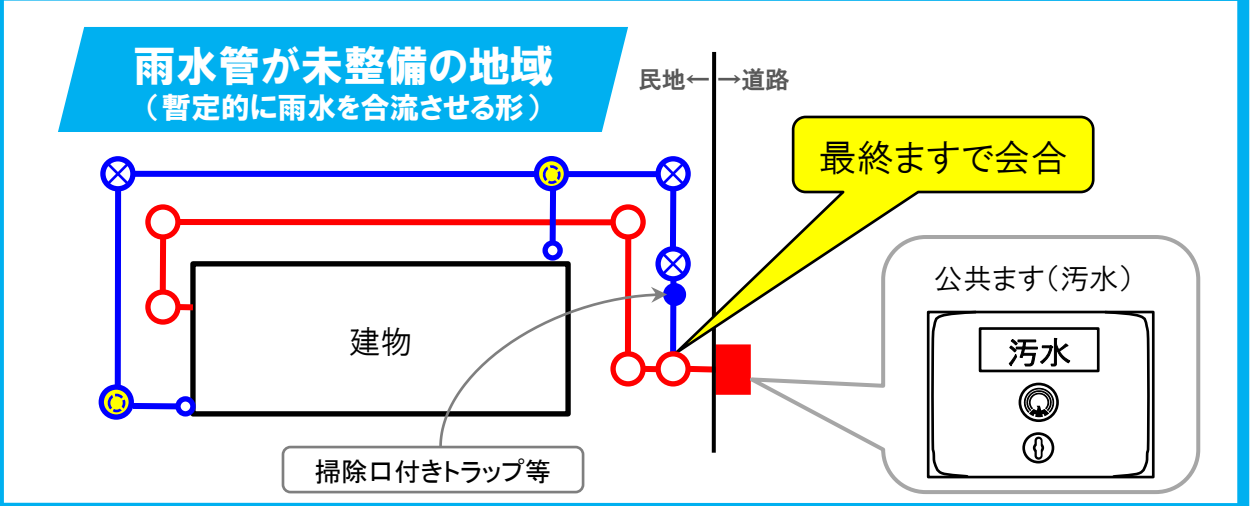 雨水管が未整備の地域
（暫定的に雨水を合流させる形）
民地←→道路
最終ますで会合
公共ます（汚水）
汚水
建物
掃除口付きトラップ等